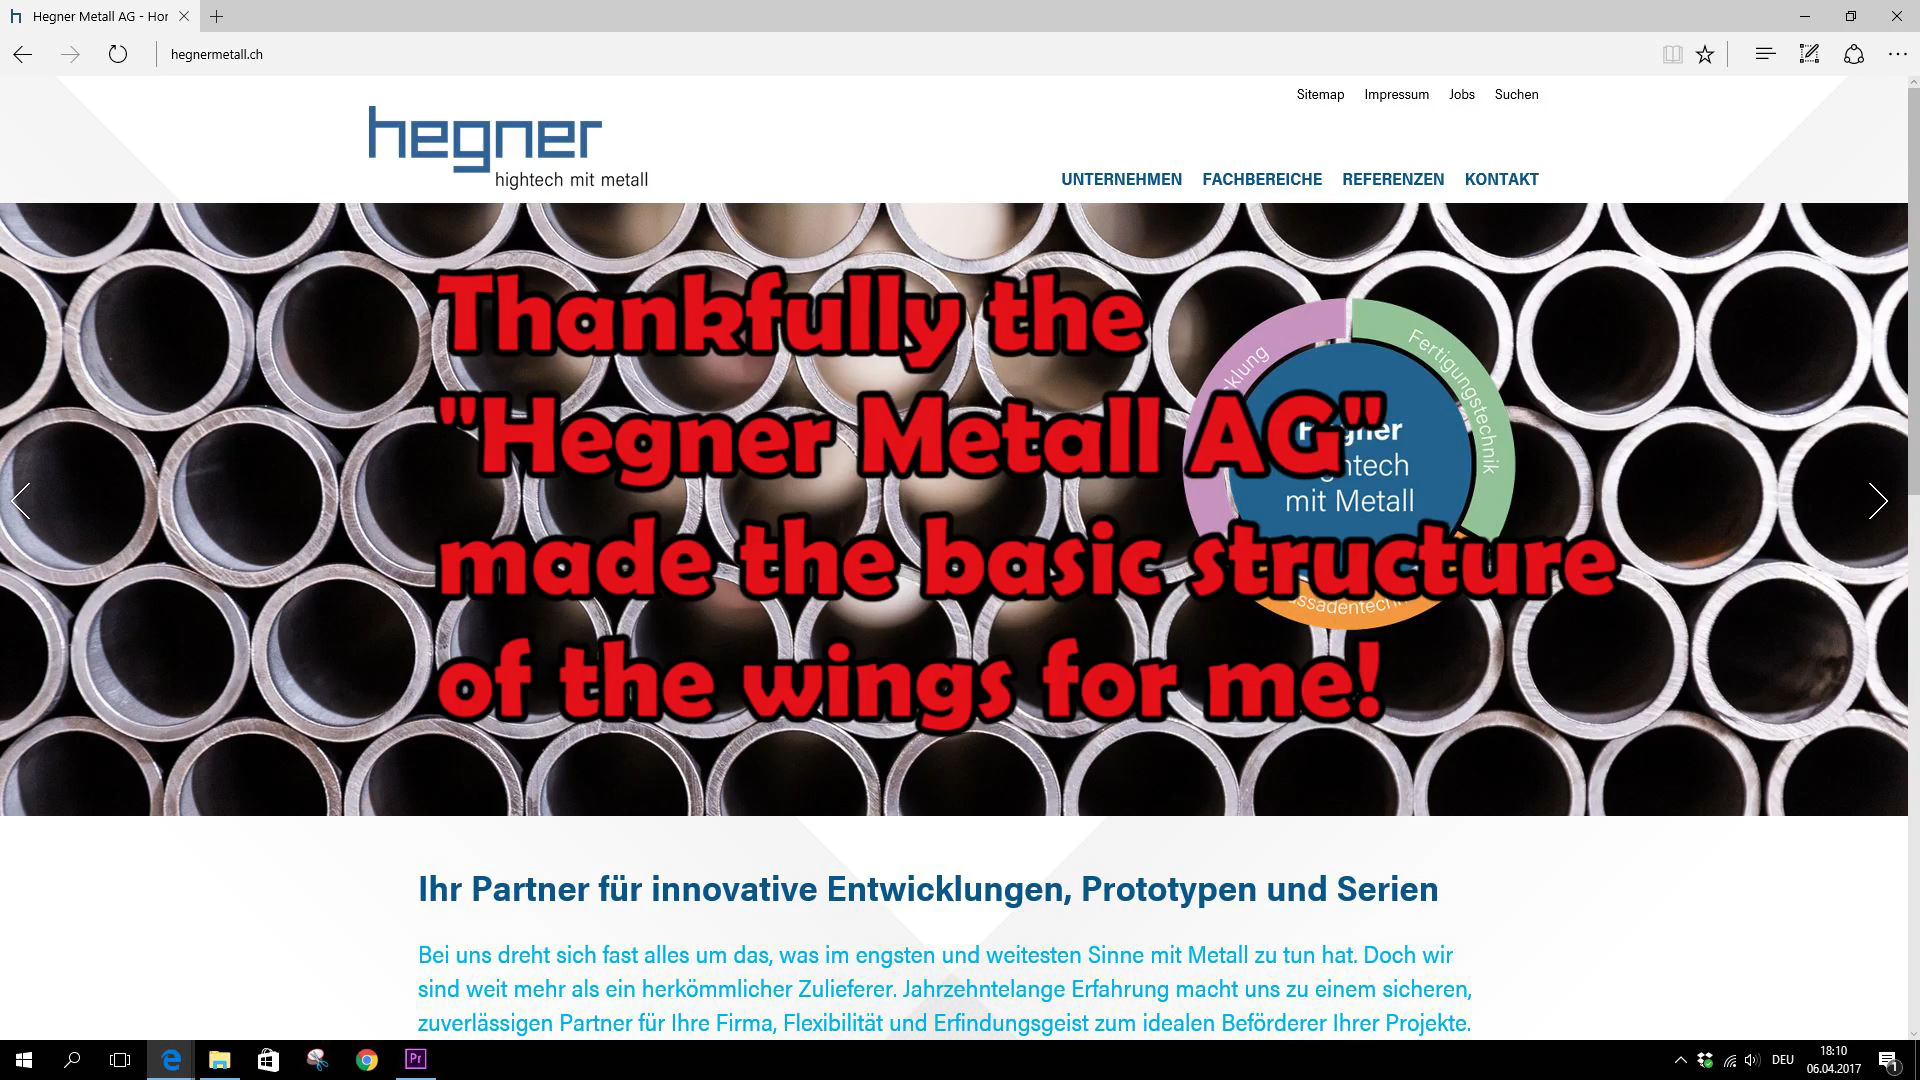 Hegner Metall AG - Hor
hegnermetall.ch
Sitemap Impressum Jobs Suchen
hegner
hightech mit metall
UNTERNEHMEN FACHBEREICHE REFERENZEN KONTAKT
Thankfully the
"Hegner Metall AG"
made the basic structure
of the wings for me!
Fertigungstechnik
mit Metall
Ihr Partner für innovative Entwicklungen, Prototypen und Serien
Bei uns dreht sich fast alles um das, was im engsten und weitesten Sinne mit Metall zu tun hat. Doch wir
sind weit mehr als ein herkömmlicher Zulieferer. Jahrzehntelange Erfahrung macht uns zu einem sicheren,
zuverlässigen Partner für Ihre Firma, Flexibilität und Erfindungsgeist zum idealen Beförderer Ihrer Projekte.
Pr
DEU
18:10
06.04.2017
1